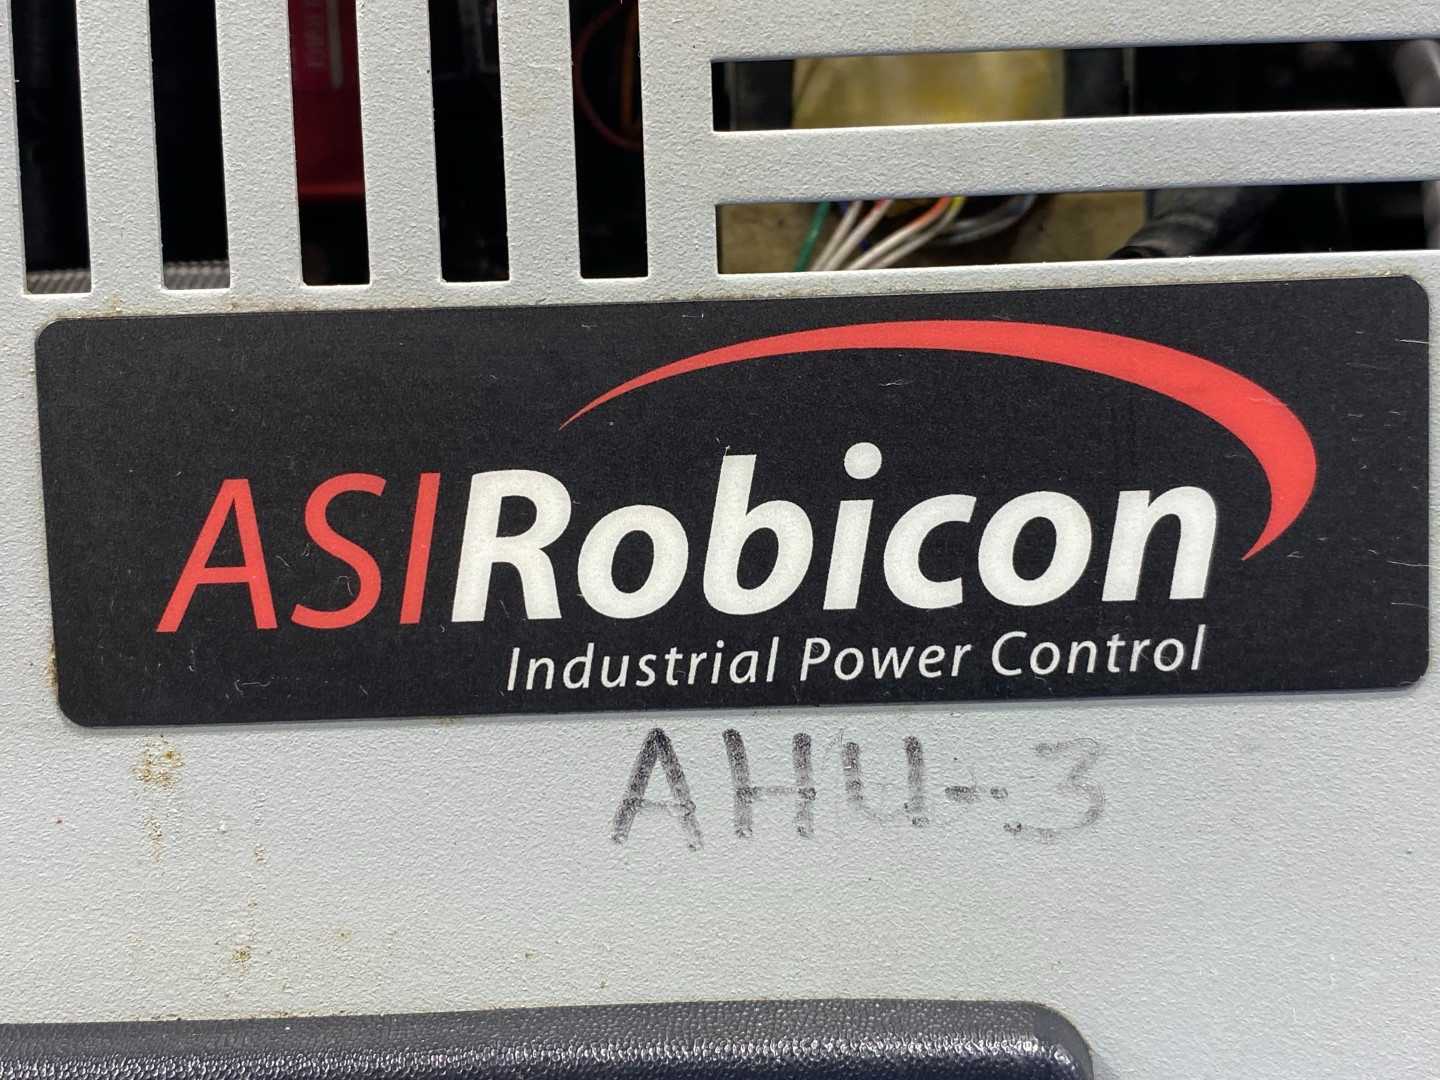 ASIRobicon
Industrial Power Control
AHU-3